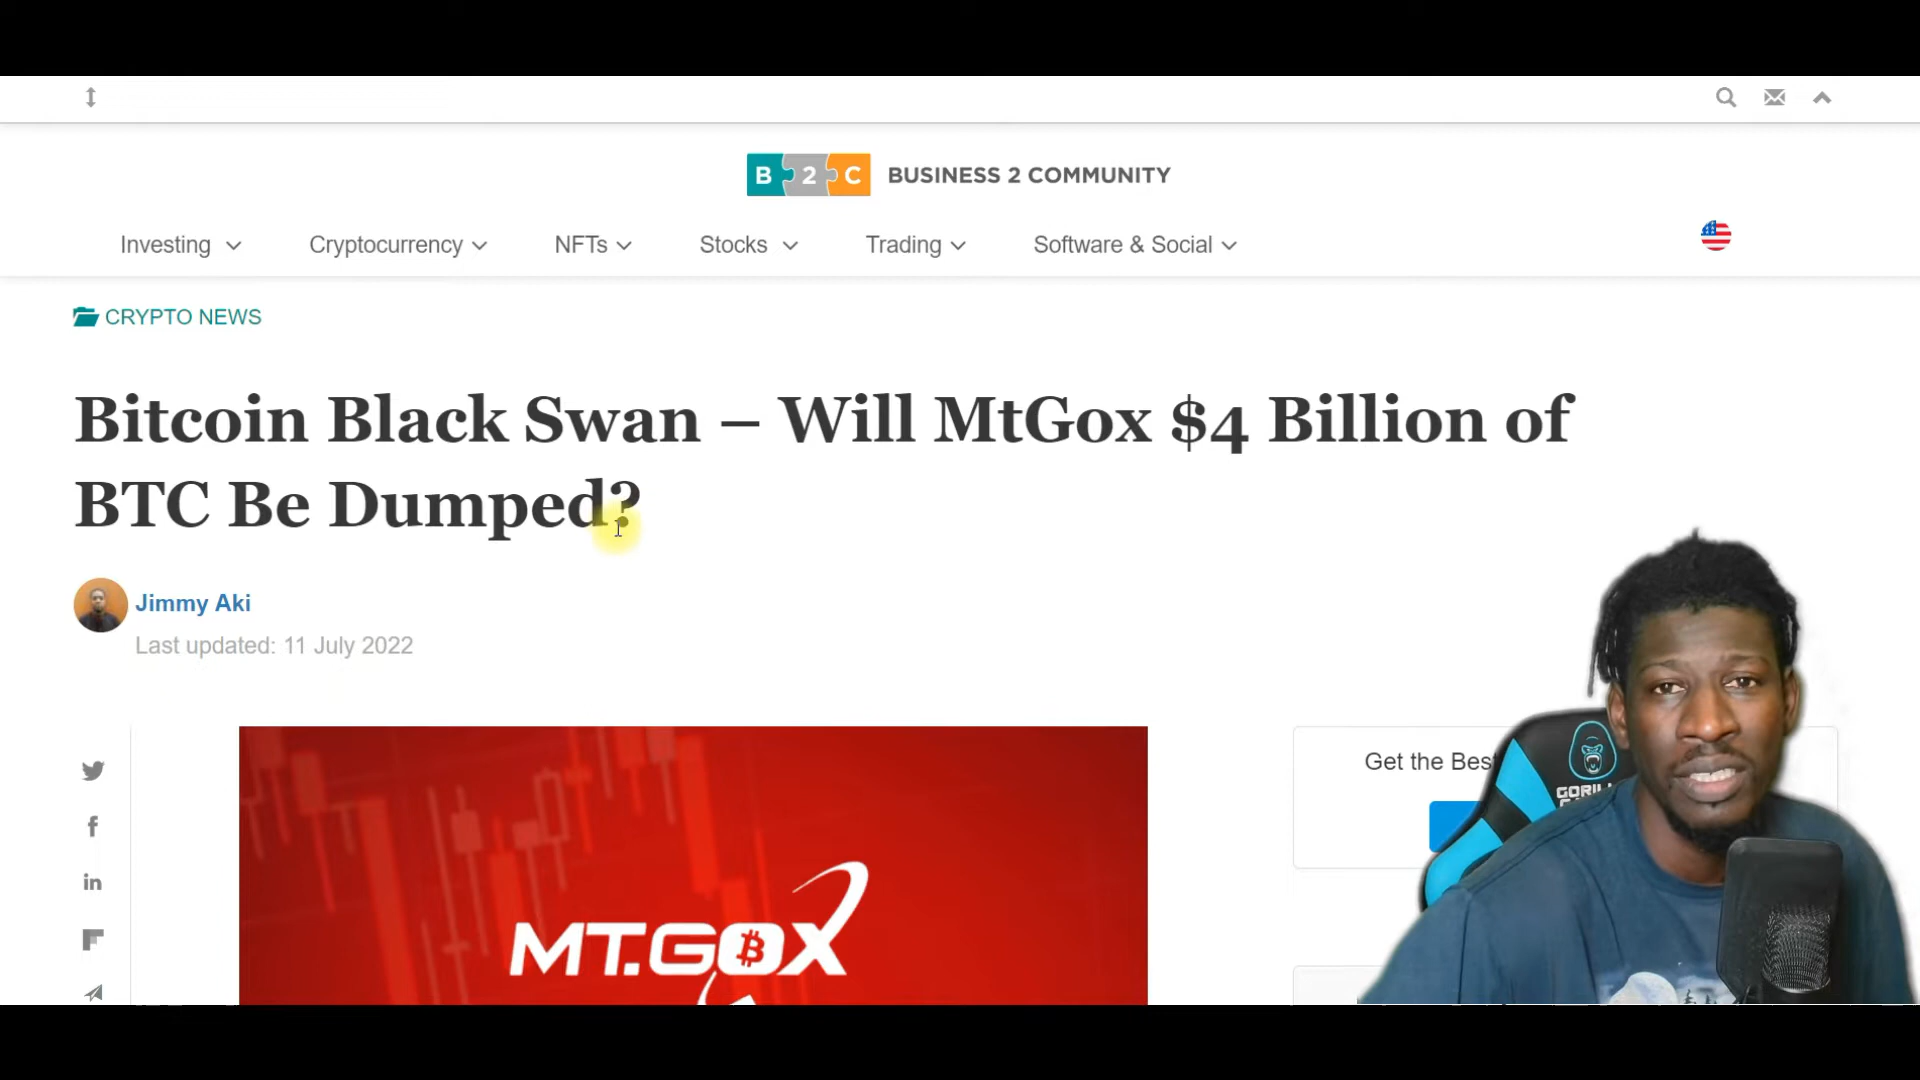 B 2 C BUSINESS 2 COMMUNITY
Investing Cryptocurrency NFTs Stocks Trading Software & Social
CRYPTO NEWS
Bitcoin Black Swan – Will MtGox $4 Billion of
BTC Be Dumped?
Jimmy Aki
Last updated: 11 July 2022
Get the Bes
GORILL
MT.GOX